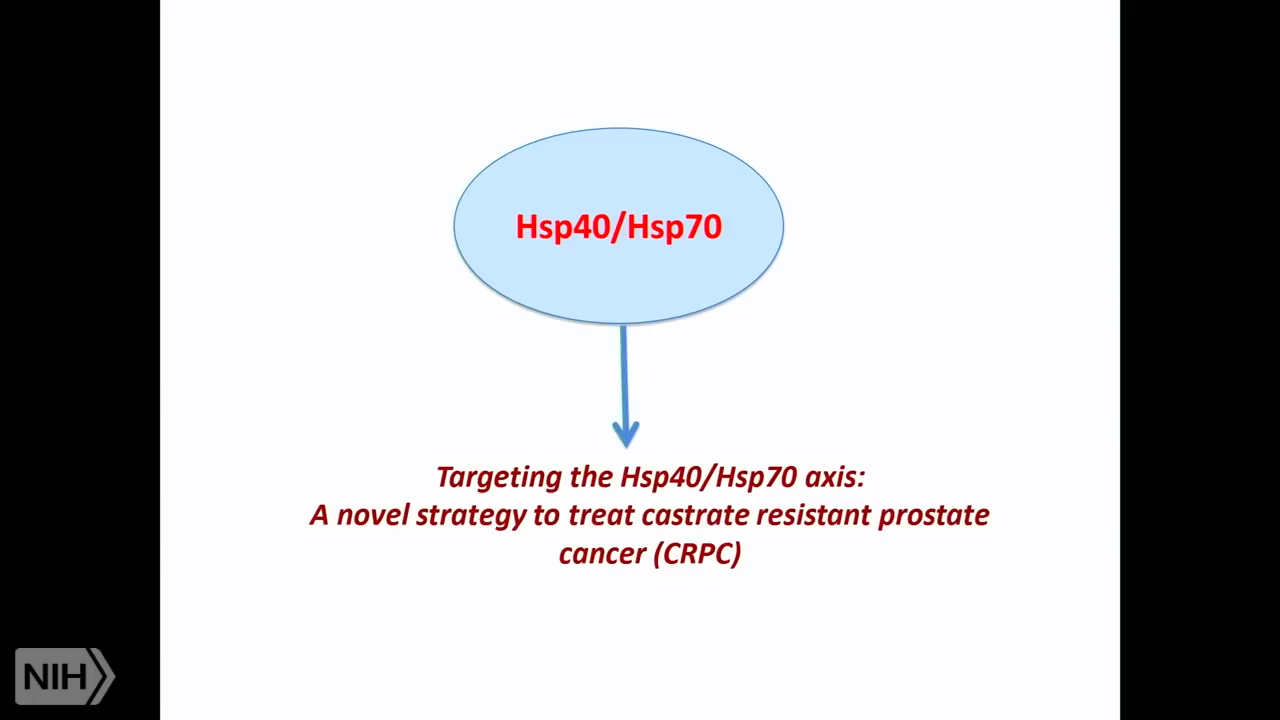 Hsp40/Hsp70
Targeting the Hsp40/Hsp70 axis:
A novel strategy to treat castrate resistant prostate
cancer (CRPC)
NIH